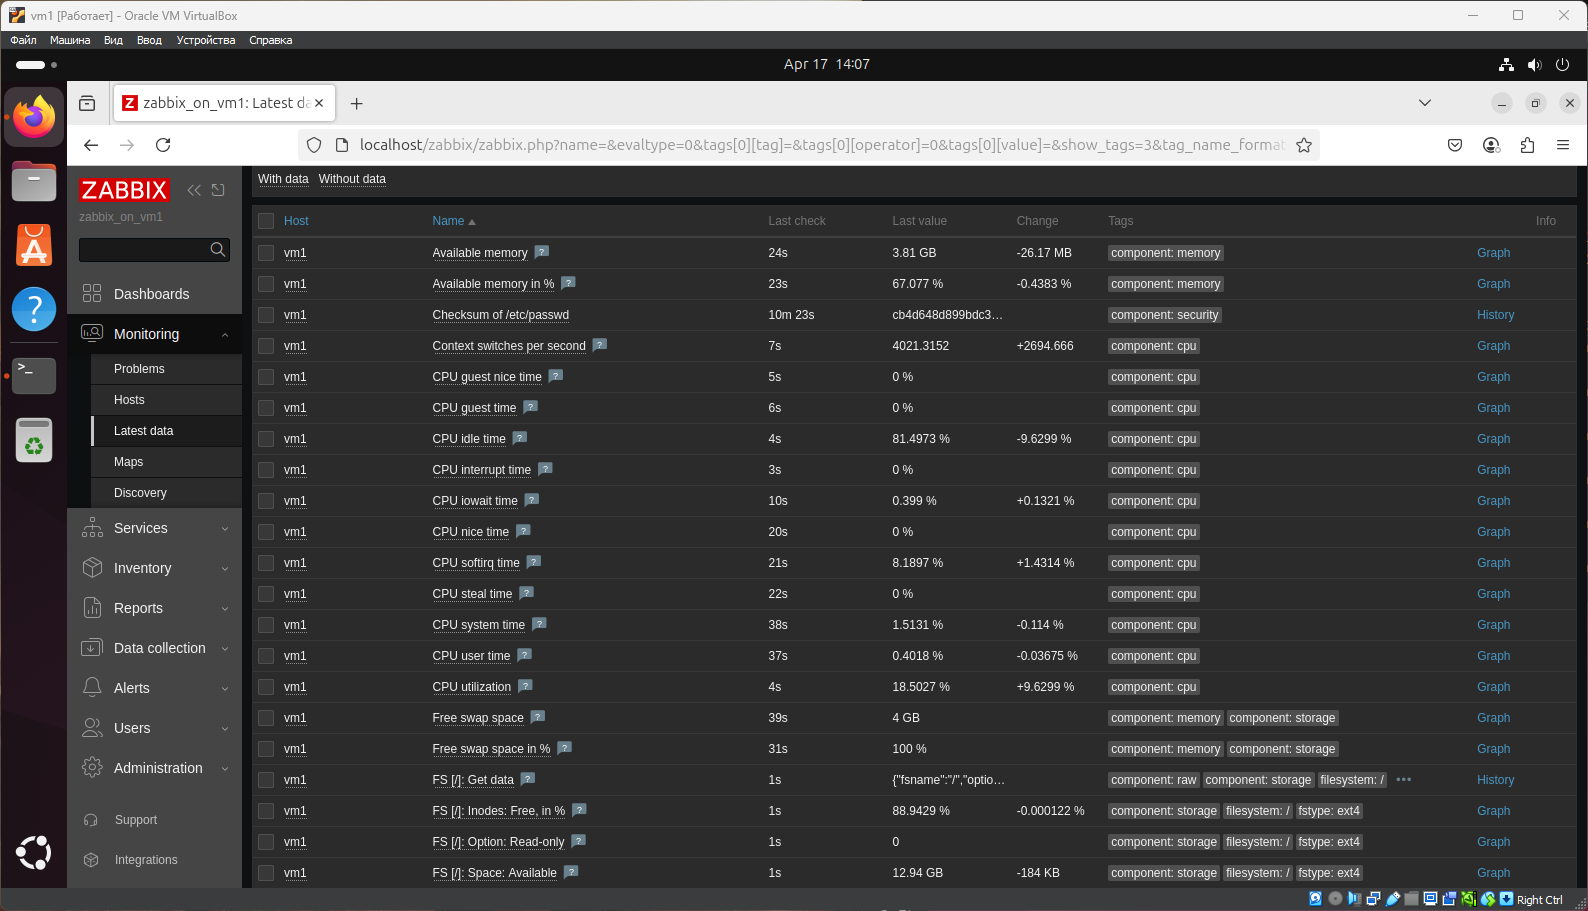 vm1 [Работает] - Oracle VM VirtualBox
Файл Машина Вид Ввод Устройства Справка
Apr 17 14:07
Z zabbix_on_vm1: Latest da
localhost/zabbix/zabbix.php?name=&evaltype=0&tags[0][tag]=&tags[0][operator]=0&tags[0][value]=&show_tags=3&tag_name_format
ZABBIX
zabbix_on_vm1
Dashboards
Monitoring
Problems
Hosts
Latest data
Maps
Discovery
Services
Inventory
Reports
Data collection
Alerts
Users
Administration
Support
Integrations
With data Without data
Host Name Last check Last value Change Tags Info
vm1 Available memory ? 24s 3.81 GB -26.17 MB component: memory Graph
vm1 Available memory in % ? 23s 67.077 % -0.4383 % component: memory Graph
vm1 Checksum of /etc/passwd 10m 23s cb4d648d899bdc3... component: security History
vm1 Context switches per second ? 7s 4021.3152 +2694.666 component: cpu Graph
vm1 CPU guest nice time ? 5s 0 % component: cpu Graph
vm1 CPU guest time ? 6s 0 % component: cpu Graph
vm1 CPU idle time ? 4s 81.4973 % -9.6299 % component: cpu Graph
vm1 CPU interrupt time ? 3s 0 % component: cpu Graph
vm1 CPU iowait time ? 10s 0.399 % +0.1321 % component: cpu Graph
vm1 CPU nice time ? 20s 0 % component: cpu Graph
vm1 CPU softirq time ? 21s 8.1897 % +1.4314 % component: cpu Graph
vm1 CPU steal time ? 22s 0 % component: cpu Graph
vm1 CPU system time ? 38s 1.5131 % -0.114 % component: cpu Graph
vm1 CPU user time ? 37s 0.4018 % -0.03675 % component: cpu Graph
vm1 CPU utilization ? 4s 18.5027 % +9.6299 % component: cpu Graph
vm1 Free swap space ? 39s 4 GB component: memory component: storage Graph
vm1 Free swap space in % ? 31s 100 % component: memory component: storage Graph
vm1 FS [/]: Get data ? 1s {"fsname":"/","optio... component: raw component: storage filesystem: / ••• History
vm1 FS [/]: Inodes: Free, in % ? 1s 88.9429 % -0.000122 % component: storage filesystem: / fstype: ext4 Graph
vm1 FS [/]: Option: Read-only ? 1s 0 component: storage filesystem: / fstype: ext4 Graph
vm1 FS [/]: Space: Available ? 1s 12.94 GB -184 KB component: storage filesystem: / fstype: ext4 Graph
Right Ctrl